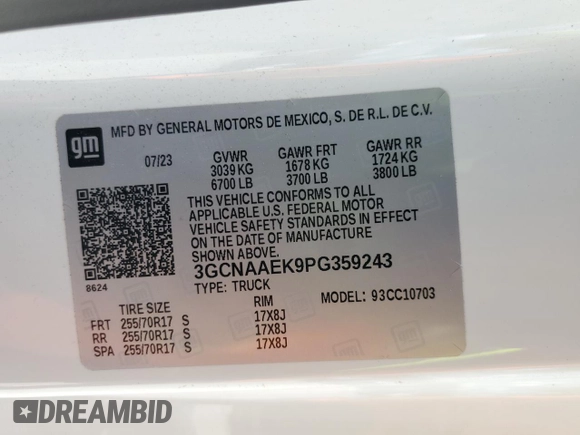 gm
MFD BY GENERAL MOTORS DE MEXICO, S. DE R.L. DE C.V.
07/23 GVWR GAWR FRT GAWR RR
3039 KG 1678 KG 1724 KG
6700 LB 3700 LB 3800 LB
THIS VEHICLE CONFORMS TO ALL
APPLICABLE U.S. FEDERAL MOTOR
VEHICLE SAFETY STANDARDS IN EFFECT
ON THE DATE OF MANUFACTURE
SHOWN ABOVE.
8624
3GCNAAEK9PG359243
TYPE: TRUCK MODEL: 93CC10703
TIRE SIZE RIM
FRT 255/70R17 S 17X8J
RR 255/70R17 S 17X8J
SPA 255/70R17 S 17X8J
DREAMBID